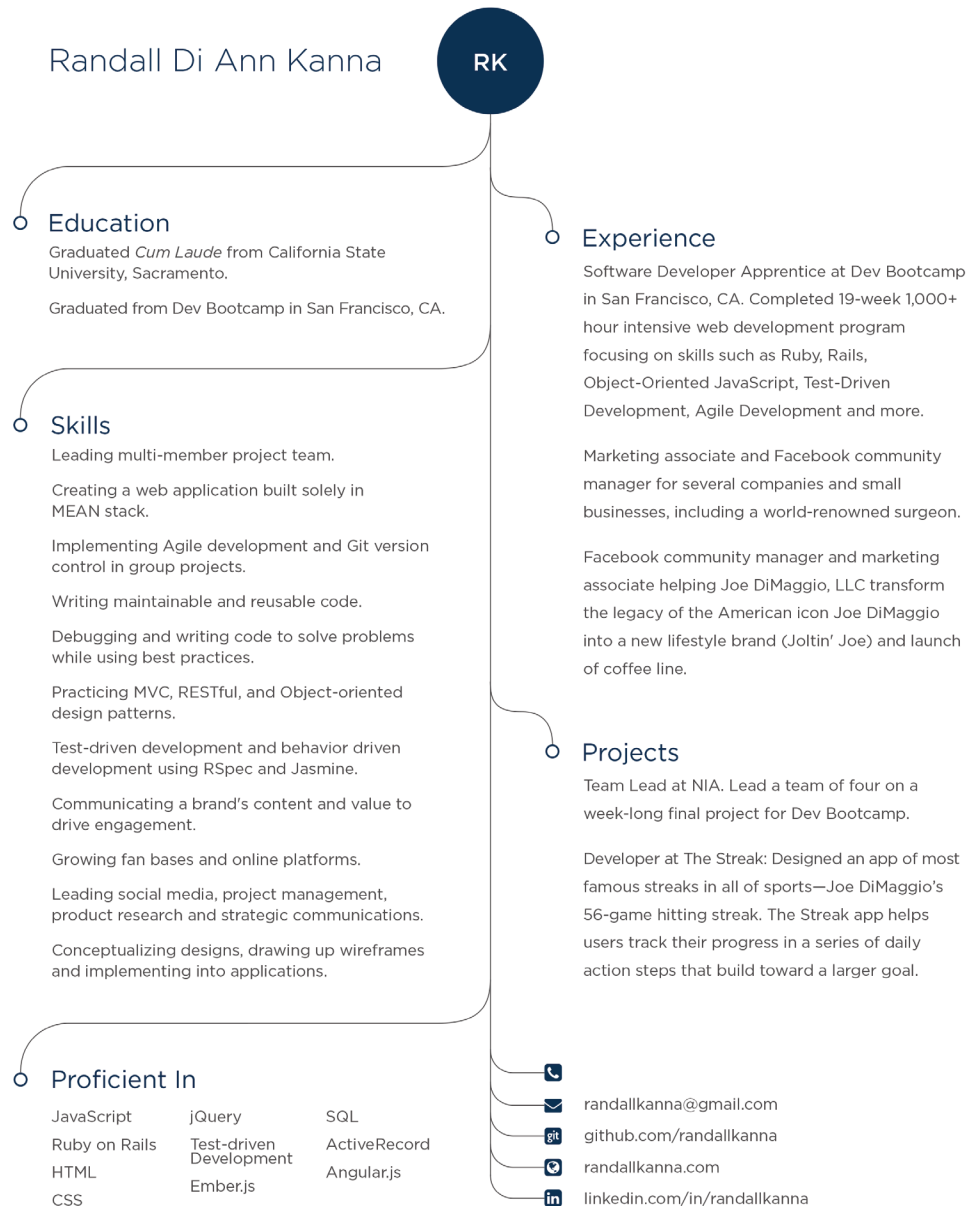 Randall Di Ann Kanna
RK
Education
Graduated Cum Laude from California State
University, Sacramento.
Graduated from Dev Bootcamp in San Francisco, CA.
Skills
Leading multi-member project team.
Creating a web application built solely in
MEAN stack.
Implementing Agile development and Git version
control in group projects.
Writing maintainable and reusable code.
Debugging and writing code to solve problems
while using best practices.
Practicing MVC, RESTful, and Object-oriented
design patterns.
Test-driven development and behavior driven
development using RSpec and Jasmine.
Communicating a brand's content and value to
drive engagement.
Growing fan bases and online platforms.
Leading social media, project management,
product research and strategic communications.
Conceptualizing designs, drawing up wireframes
and implementing into applications.
Proficient In
JavaScript
Ruby on Rails
HTML
CSS
jQuery
Test-driven
Development
Ember.js
SQL
ActiveRecord
Angular.js
Experience
Software Developer Apprentice at Dev Bootcamp
in San Francisco, CA. Completed 19-week 1,000+
hour intensive web development program
focusing on skills such as Ruby, Rails,
Object-Oriented JavaScript, Test-Driven
Development, Agile Development and more.
Marketing associate and Facebook community
manager for several companies and small
businesses, including a world-renowned surgeon.
Facebook community manager and marketing
associate helping Joe DiMaggio, LLC transform
the legacy of the American icon Joe DiMaggio
into a new lifestyle brand (Joltin' Joe) and launch
of coffee line.
Projects
Team Lead at NIA. Lead a team of four on a
week-long final project for Dev Bootcamp.
Developer at The Streak: Designed an app of most
famous streaks in all of sports—Joe DiMaggio’s
56-game hitting streak. The Streak app helps
users track their progress in a series of daily
action steps that build toward a larger goal.
randallkanna@gmail.com
git github.com/randallkanna
randallkanna.com
in linkedin.com/in/randallkanna